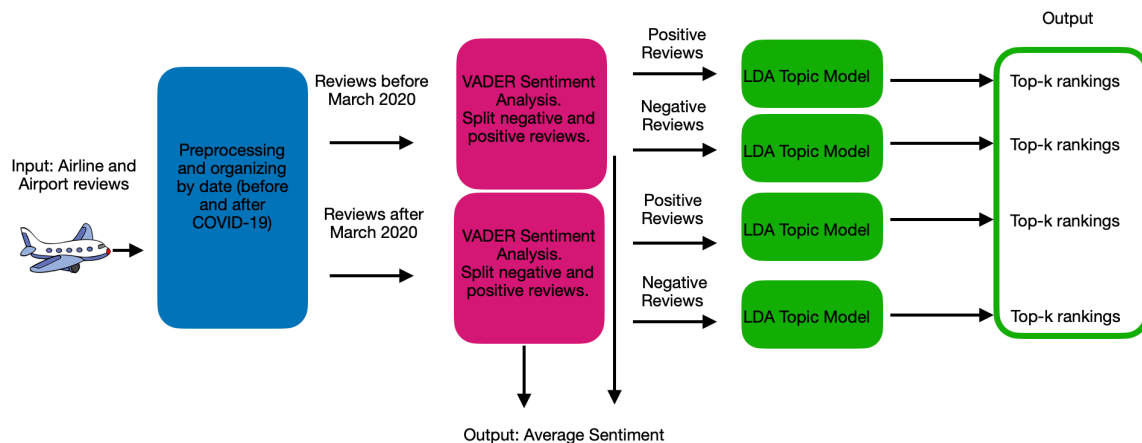 Input: Airline and
Airport reviews
Preprocessing
and organizing
by date (before
and after
COVID-19)
Reviews before
March 2020
Reviews after
March 2020
VADER Sentiment
Analysis.
Split negative and
positive reviews.
VADER Sentiment
Analysis.
Split negative and
positive reviews.
Positive
Reviews
Negative
Reviews
Positive
Reviews
Negative
Reviews
LDA Topic Model
LDA Topic Model
LDA Topic Model
LDA Topic Model
Output
Top-k rankings
Top-k rankings
Top-k rankings
Top-k rankings
Output: Average Sentiment